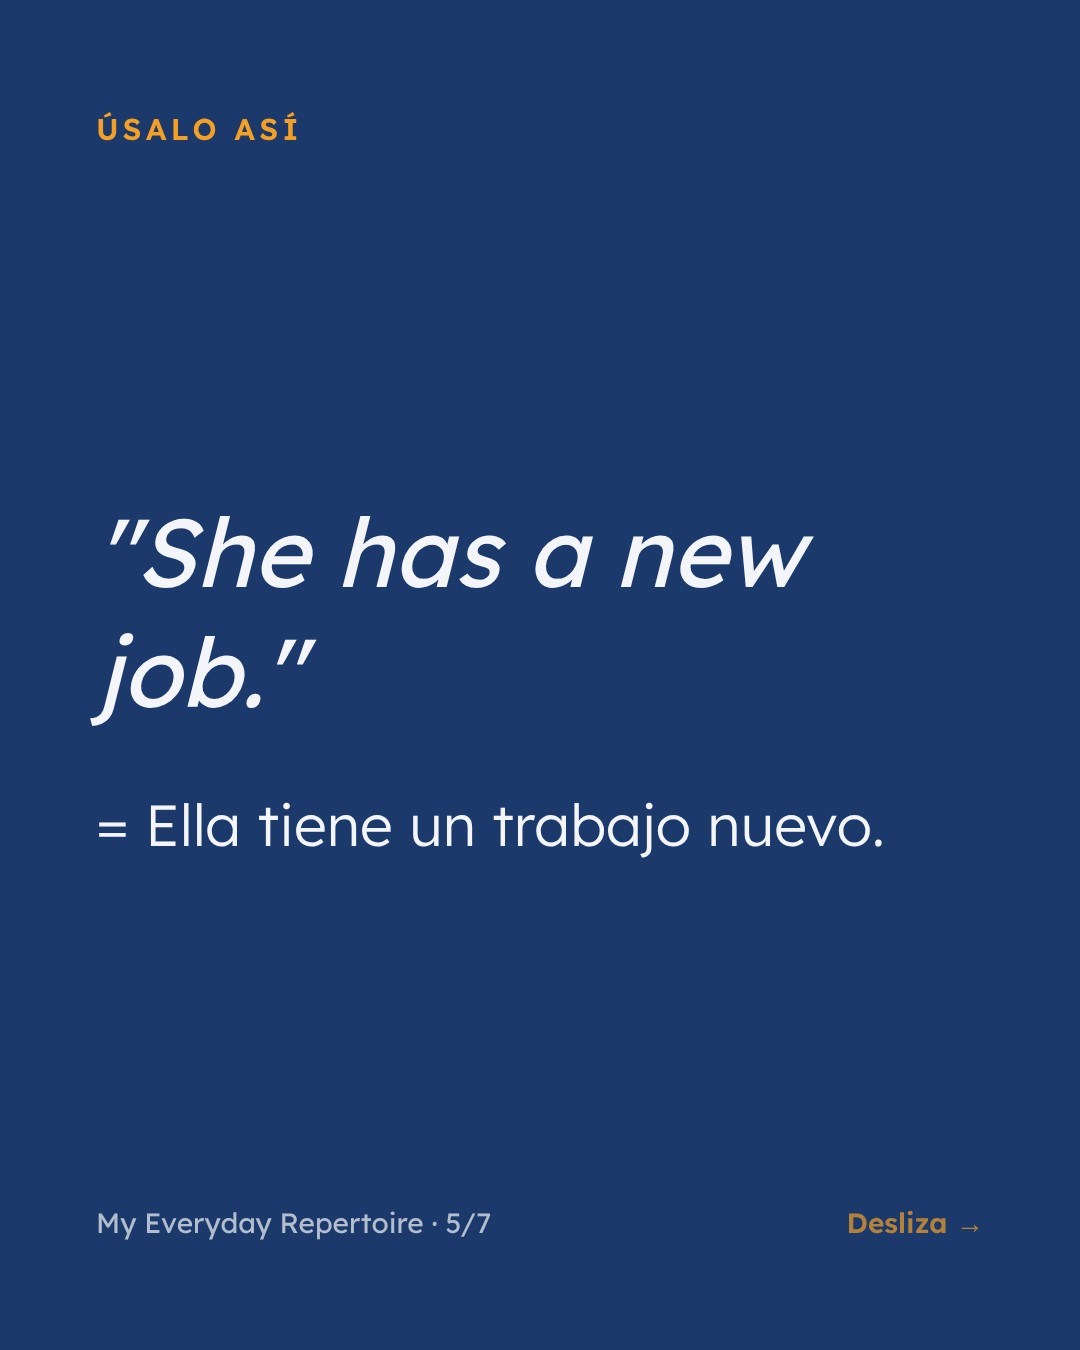 ÚSALO ASÍ
"She has a new
job."
= Ella tiene un trabajo nuevo.
My Everyday Repertoire · 5/7
Desliza →